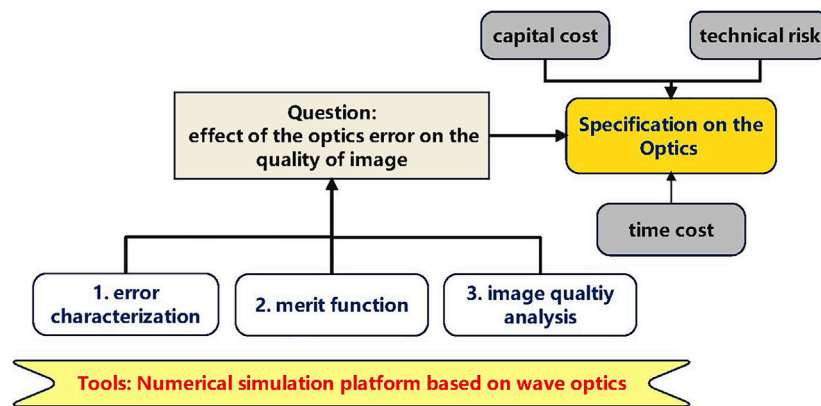 capital cost
technical risk
Question:
effect of the optics error on the
quality of image
Specification on the
Optics
time cost
1. error
characterization
2. merit function
3. image qualtiy
analysis
Tools: Numerical simulation platform based on wave optics